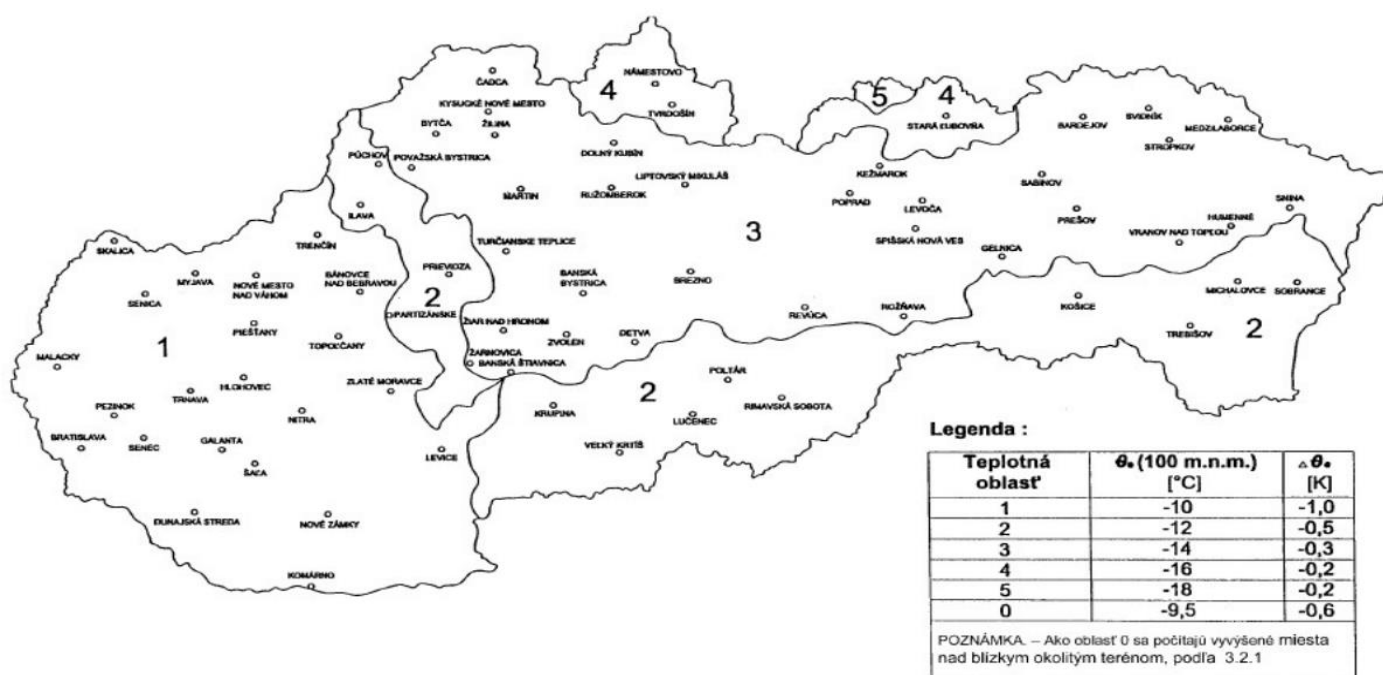 ČADCA
NÁMESTOVO
4
5
4
KYSUCKÉ NOVÉ MESTO
TVRDOŠÍN
STARÁ ĽUBOVŇA
BARDEJOV
SVIDNÍK
MEDZILABORCE
BYTČA
ŽILINA
STROPKOV
DOLNÝ KUBÍN
PÚCHOV
POVAŽSKÁ BYSTRICA
LIPTOVSKÝ MIKULÁŠ
KEŽMAROK
SABINOV
MARTIN
RUŽOMBEROK
POPRAD
LEVOČA
SNINA
ILAVA
PREŠOV
HUMENNÉ
3
SPIŠSKÁ NOVÁ VES
VRANOV NAD TOPĽOU
TRENČÍN
SKALICA
TURČIANSKE TEPLICE
GELNICA
MYJAVA
NOVÉ MESTO
NAD VÁHOM
BÁNOVCE
NAD BEBRAVOU
PRIEVIDZA
BANSKÁ
BYSTRICA
BREZNO
MICHALOVCE
SOBRANCE
SENICA
2
KOŠICE
PARTIZÁNSKE
REVÚCA
ROŽŇAVA
PIEŠŤANY
ŽIAR NAD HRONOM
TREBIŠOV
2
1
TOPOĽČANY
ZVOLEN
DETVA
MALACKY
ŽARNOVICA
BANSKÁ ŠTIAVNICA
HLOHOVEC
ZLATÉ MORAVCE
POLTÁR
TRNAVA
2
PEZINOK
NITRA
KRUPINA
RIMAVSKÁ SOBOTA
LUČENEC
BRATISLAVA
SENEC
GALANTA
LEVICE
VEĽKÝ KRTÍŠ
ŠAĽA
DUNAJSKÁ STREDA
NOVÉ ZÁMKY
KOMÁRNO
Legenda :
Teplotná oblasť θe (100 m.n.m.) [°C] △θe [K]
1 -10 -1,0
2 -12 -0,5
3 -14 -0,3
4 -16 -0,2
5 -18 -0,2
0 -9,5 -0,6
POZNÁMKA. – Ako oblasť 0 sa počítajú vyvýšené miesta
nad blízkym okolitým terénom, podľa 3.2.1